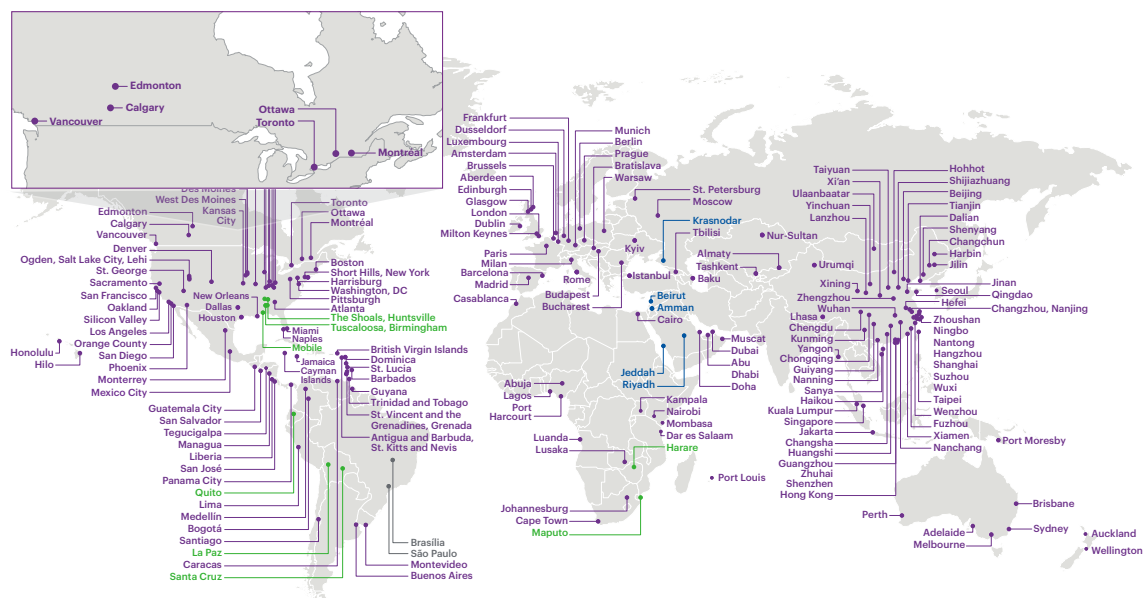 Edmonton
Calgary
Vancouver
Ottawa
Toronto
Montréal
Des Moines
West Des Moines
Kansas
City
Edmonton
Calgary
Vancouver
Denver
Ogden, Salt Lake City, Lehi
St. George
Sacramento
San Francisco
Oakland
Silicon Valley
Los Angeles
Orange County
San Diego
Phoenix
Monterrey
Mexico City
Honolulu
Hilo
New Orleans
Dallas
Houston
Toronto
Ottawa
Montréal
Boston
Short Hills, New York
Harrisburg
Washington, DC
Pittsburgh
Atlanta
The Shoals, Huntsville
Tuscaloosa, Birmingham
Miami
Naples
Mobile
Jamaica
Cayman
Islands
British Virgin Islands
Dominica
St. Lucia
Barbados
Guyana
Trinidad and Tobago
St. Vincent and the
Grenadines, Grenada
Antigua and Barbuda,
St. Kitts and Nevis
Guatemala City
San Salvador
Tegucigalpa
Managua
Liberia
San José
Panama City
Quito
Lima
Medellín
Bogotá
Santiago
La Paz
Caracas
Santa Cruz
Brasília
São Paulo
Montevideo
Buenos Aires
Frankfurt
Dusseldorf
Luxembourg
Amsterdam
Brussels
Aberdeen
Edinburgh
Glasgow
London
Dublin
Milton Keynes
Paris
Milan
Barcelona
Madrid
Casablanca
Munich
Berlin
Prague
Bratislava
Warsaw
St. Petersburg
Moscow
Krasnodar
Tbilisi
Kyiv
Istanbul
Rome
Budapest
Bucharest
Nur-Sultan
Almaty
Tashkent
Baku
Beirut
Amman
Cairo
Jeddah
Riyadh
Muscat
Dubai
Abu
Dhabi
Doha
Abuja
Lagos
Port
Harcourt
Luanda
Lusaka
Johannesburg
Cape Town
Maputo
Kampala
Nairobi
Mombasa
Dar es Salaam
Harare
Port Louis
Taiyuan
Xi'an
Ulaanbaatar
Yinchuan
Lanzhou
Urumqi
Xining
Zhengzhou
Wuhan
Lhasa
Chengdu
Kunming
Yangon
Chongqing
Guiyang
Nanning
Sanya
Haikou
Kuala Lumpur
Singapore
Jakarta
Changsha
Huangshi
Guangzhou
Zhuhai
Shenzhen
Hong Kong
Hohhot
Shijiazhuang
Beijing
Tianjin
Dalian
Shenyang
Changchun
Harbin
Jilin
Jinan
Seoul
Qingdao
Hefei
Changzhou, Nanjing
Zhoushan
Ningbo
Nantong
Hangzhou
Shanghai
Suzhou
Wuxi
Taipei
Wenzhou
Fuzhou
Xiamen
Nanchang
Port Moresby
Perth
Adelaide
Melbourne
Brisbane
Sydney
Auckland
Wellington